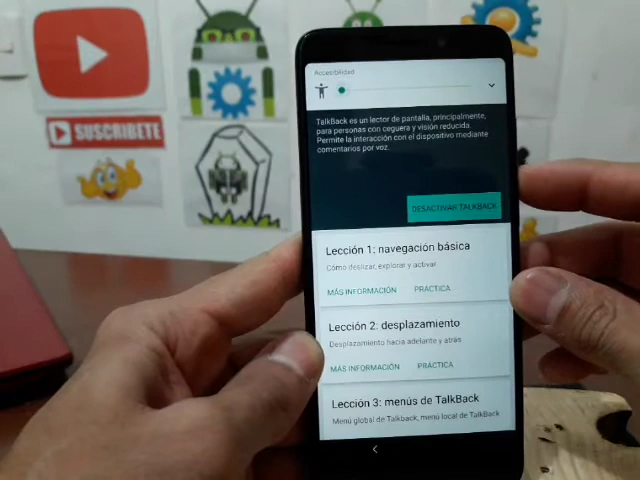 SUSCRIBETE
Accesibilidad
TalkBack es un lector de pantalla, principalmente,
para personas con ceguera y visión reducida
Permite la interacción con el dispositivo mediante
comentarios por voz.
DESACTIVAR TALKBACK
Lección 1: navegación básica
Cómo deslizar, explorar y activar
MÁS INFORMACIÓN PRÁCTICA
Lección 2: desplazamiento
Desplazamiento hacia adelante y atrás.
MÁS INFORMACIÓN PRÁCTICA
Lección 3: menús de TalkBack
Menú global de Talkback, menú local de TalkBack